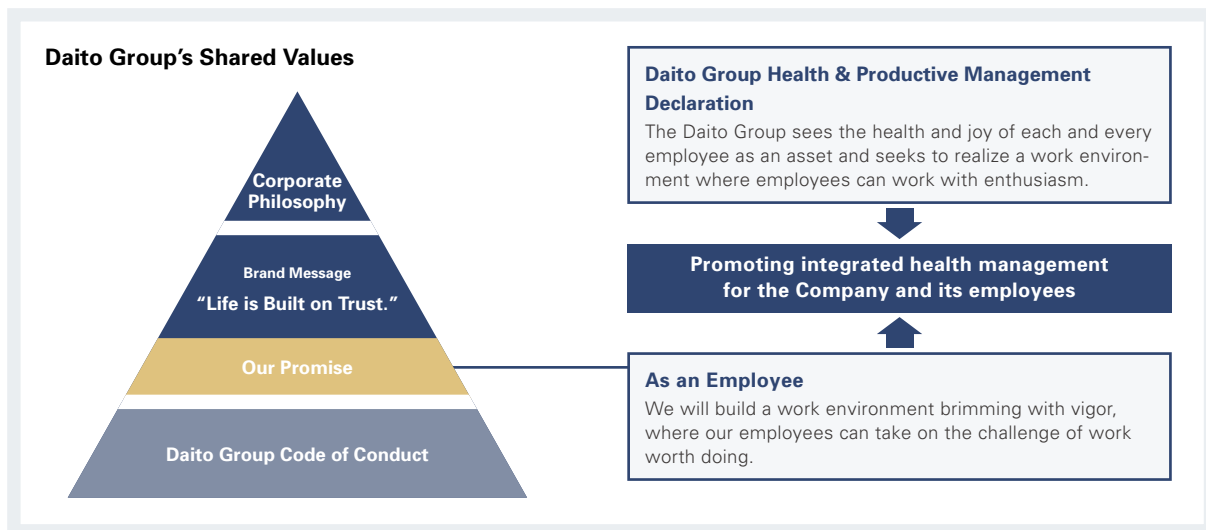 Daito Group's Shared Values
Corporate
Philosophy
Brand Message
“Life is Built on Trust.”
Our Promise
Daito Group Code of Conduct
Daito Group Health & Productive Management
Declaration
The Daito Group sees the health and joy of each and every
employee as an asset and seeks to realize a work environ-
ment where employees can work with enthusiasm.
Promoting integrated health management
for the Company and its employees
As an Employee
We will build a work environment brimming with vigor,
where our employees can take on the challenge of work
worth doing.